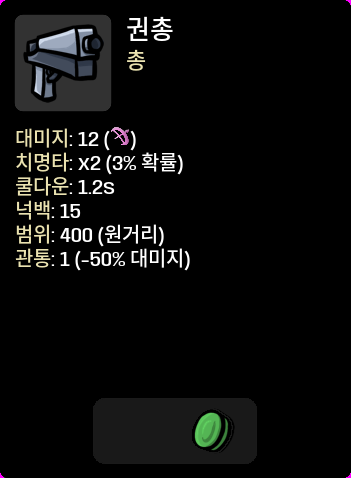 권총
총
대미지: 12 ()
치명타: x2 (3% 확률)
쿨다운: 1.2s
넉백: 15
범위: 400 (원거리)
관통: 1 (-50% 대미지)